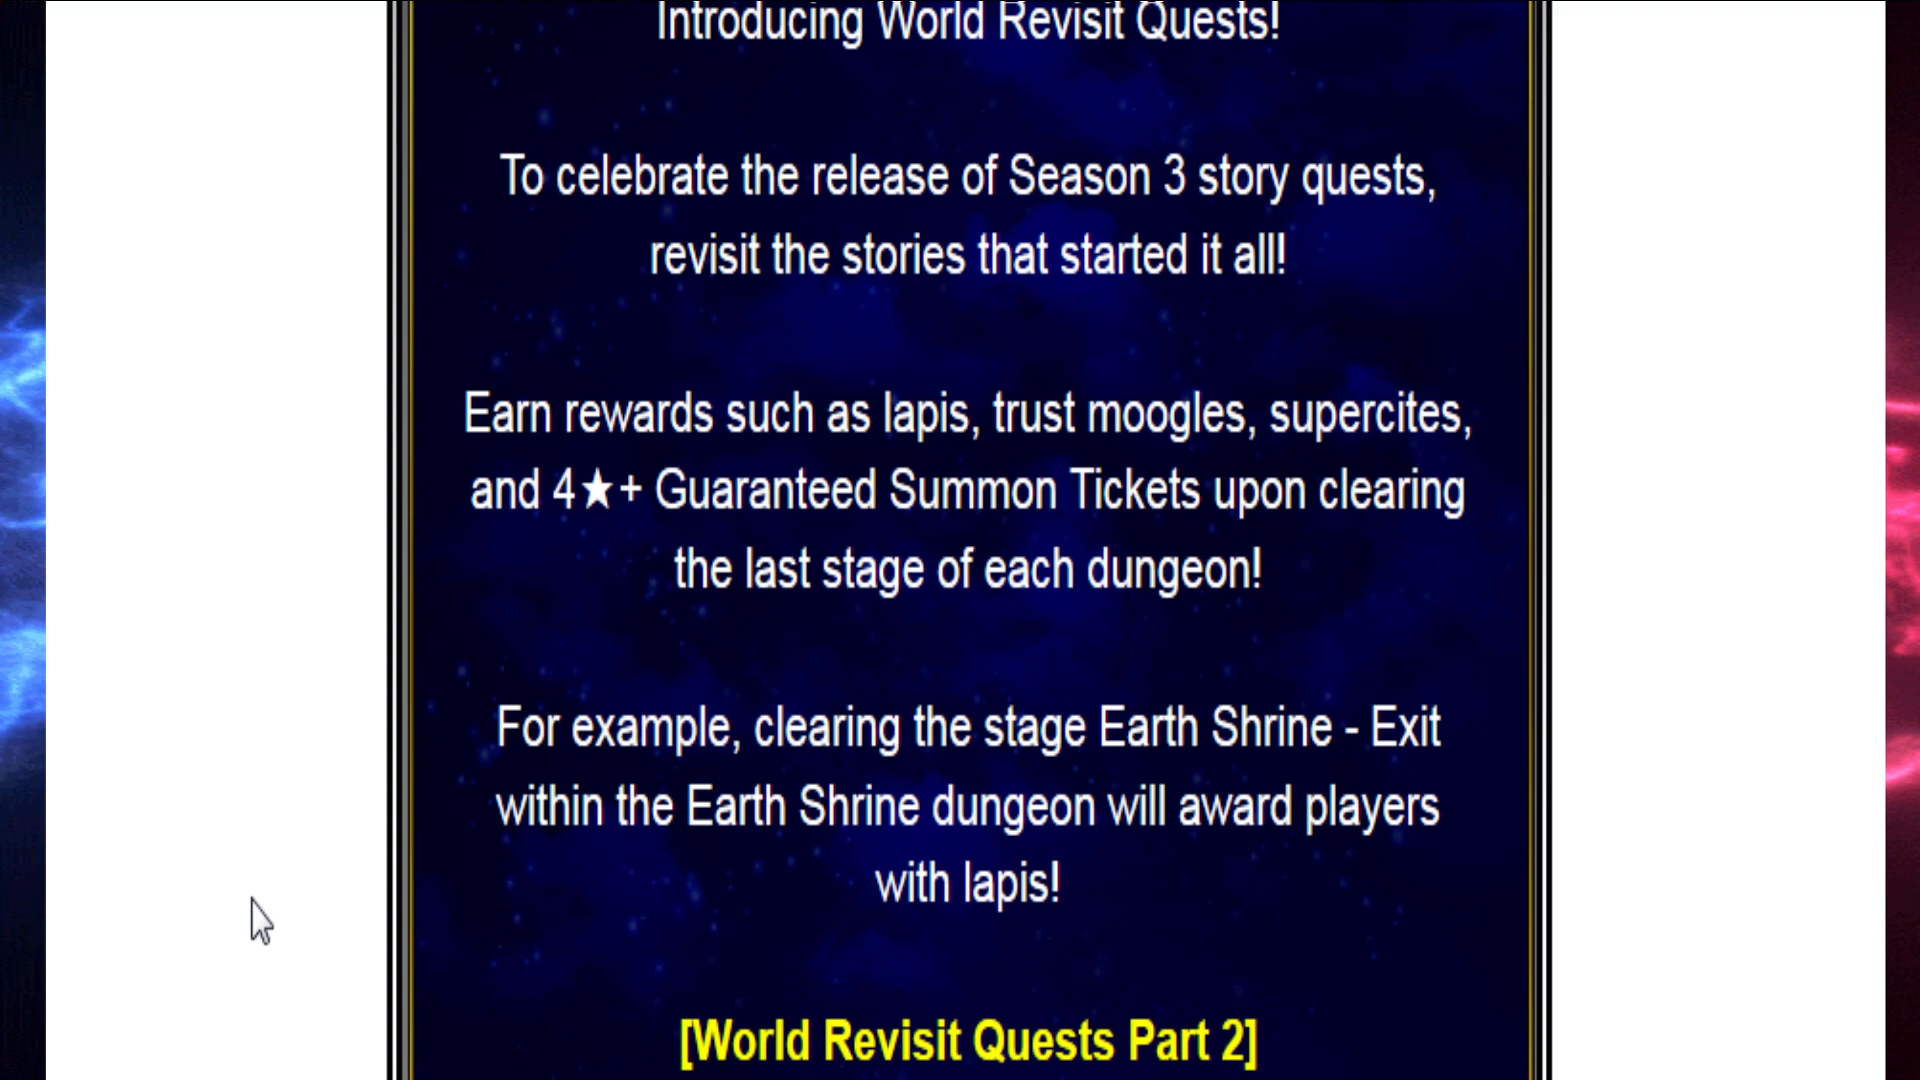 Introducing World Revisit Quests!
To celebrate the release of Season 3 story quests,
revisit the stories that started it all!
Earn rewards such as lapis, trust moogles, supercites,
and 4★+ Guaranteed Summon Tickets upon clearing
the last stage of each dungeon!
For example, clearing the stage Earth Shrine - Exit
within the Earth Shrine dungeon will award players
with lapis!
[World Revisit Quests Part 2]